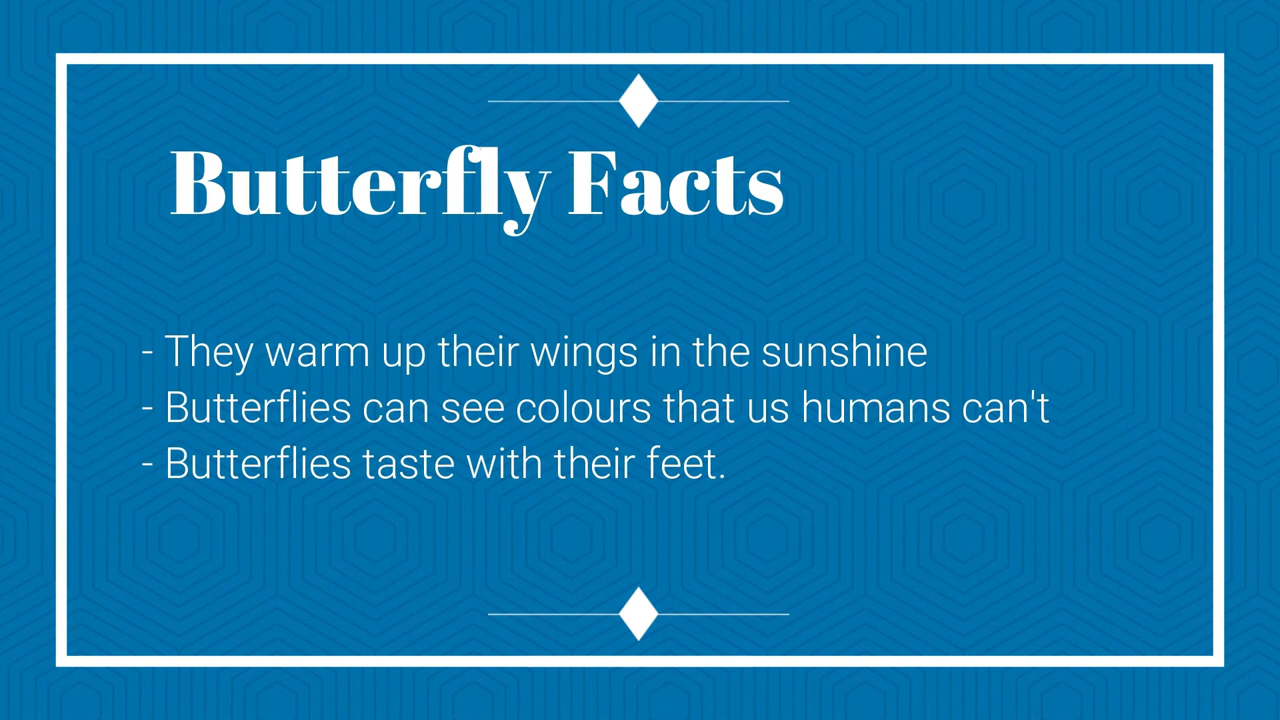 Butterfly Facts
- They warm up their wings in the sunshine
- Butterflies can see colours that us humans can't
- Butterflies taste with their feet.